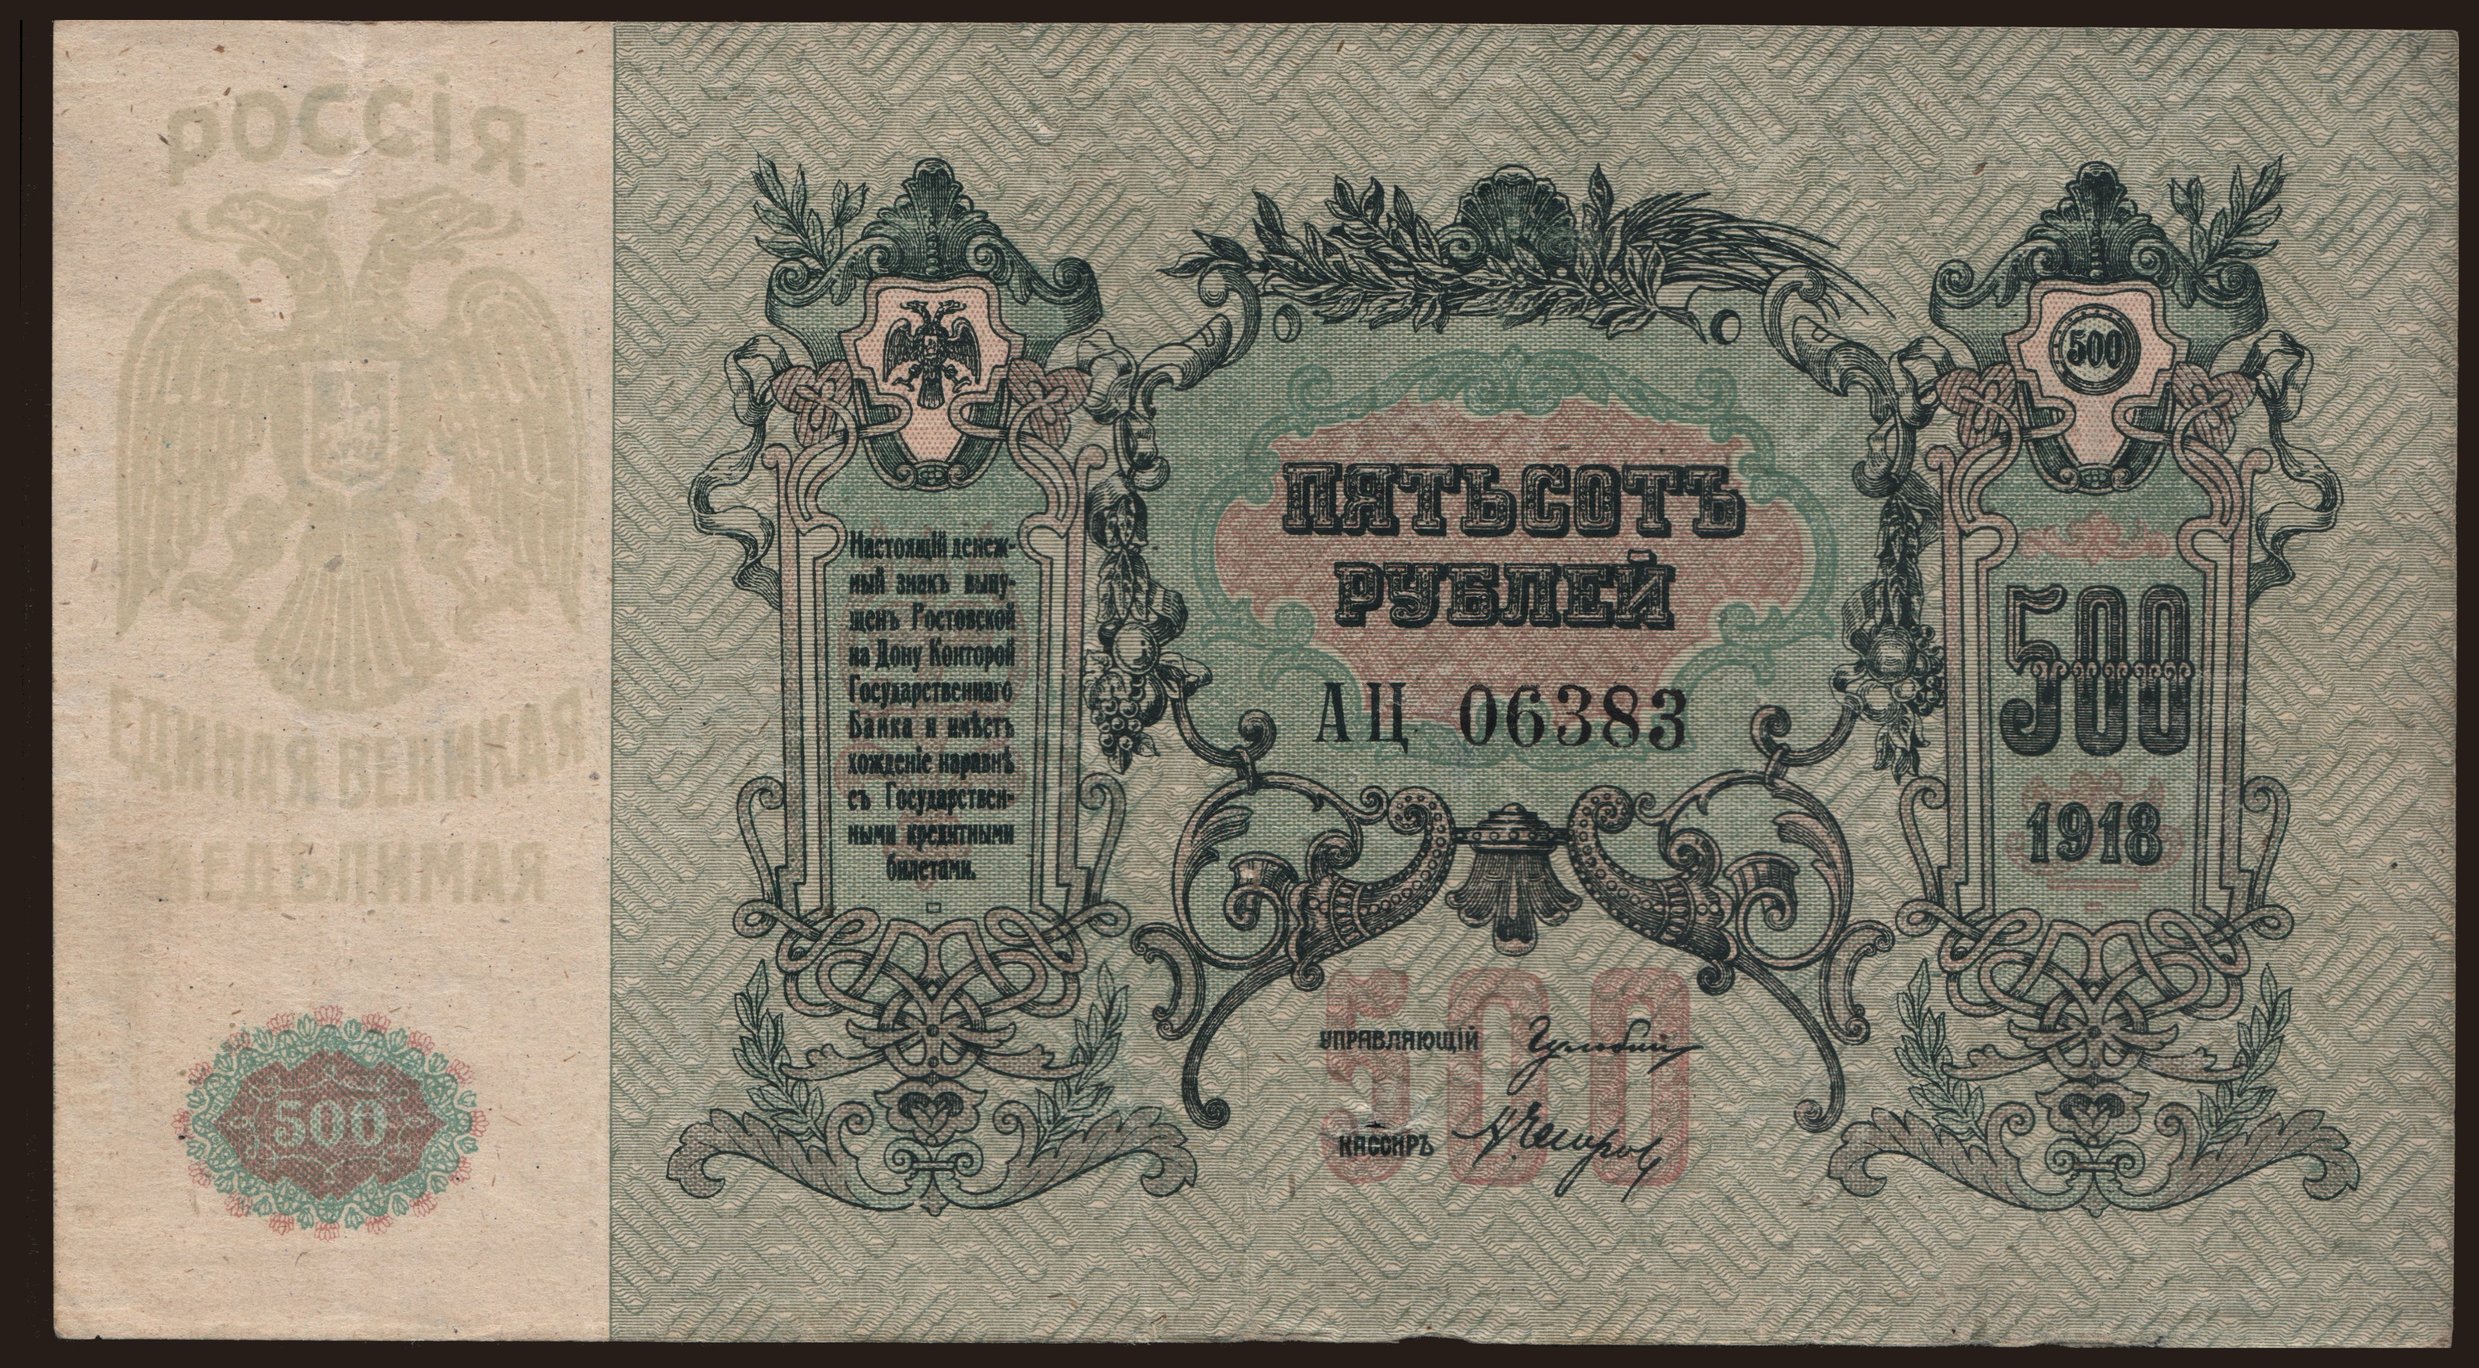 РОССІЯ
ЕДИНАЯ ВЕЛИКАЯ
НЕДѢЛИМАЯ
500
Настоящій денеж-
ный знакъ выпу-
щенъ Ростовской
на Дону Конторой
Государственнаго
Банка и имѣетъ
хожденіе наравнѣ
съ Государствен-
ными кредитными
билетами.
ПЯТЬСОТЪ
РУБЛЕЙ
АЦ 06383
500
УПРАВЛЯЮЩІЙ
КАССИРЪ
500
500
1918